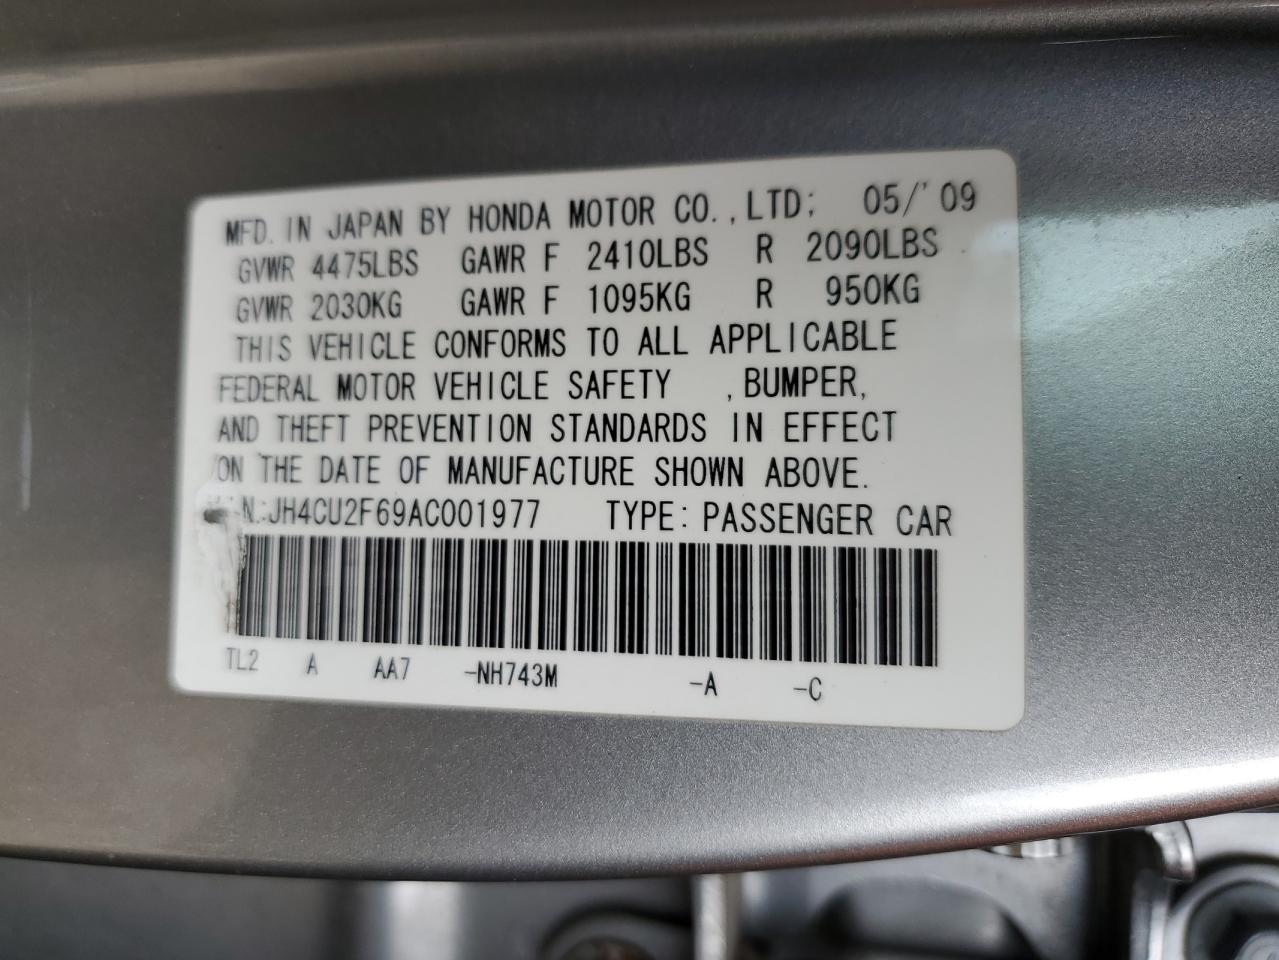 MFD. IN JAPAN BY HONDA MOTOR CO., LTD; 05/'09
GVWR 4475LBS GAWR F 2410LBS R 2090LBS
GVWR 2030KG GAWR F 1095KG R 950KG
THIS VEHICLE CONFORMS TO ALL APPLICABLE
FEDERAL MOTOR VEHICLE SAFETY , BUMPER,
AND THEFT PREVENTION STANDARDS IN EFFECT
ON THE DATE OF MANUFACTURE SHOWN ABOVE.
JH4CU2F69AC001977 TYPE: PASSENGER CAR
TL2 A AA7 -NH743M -A -C